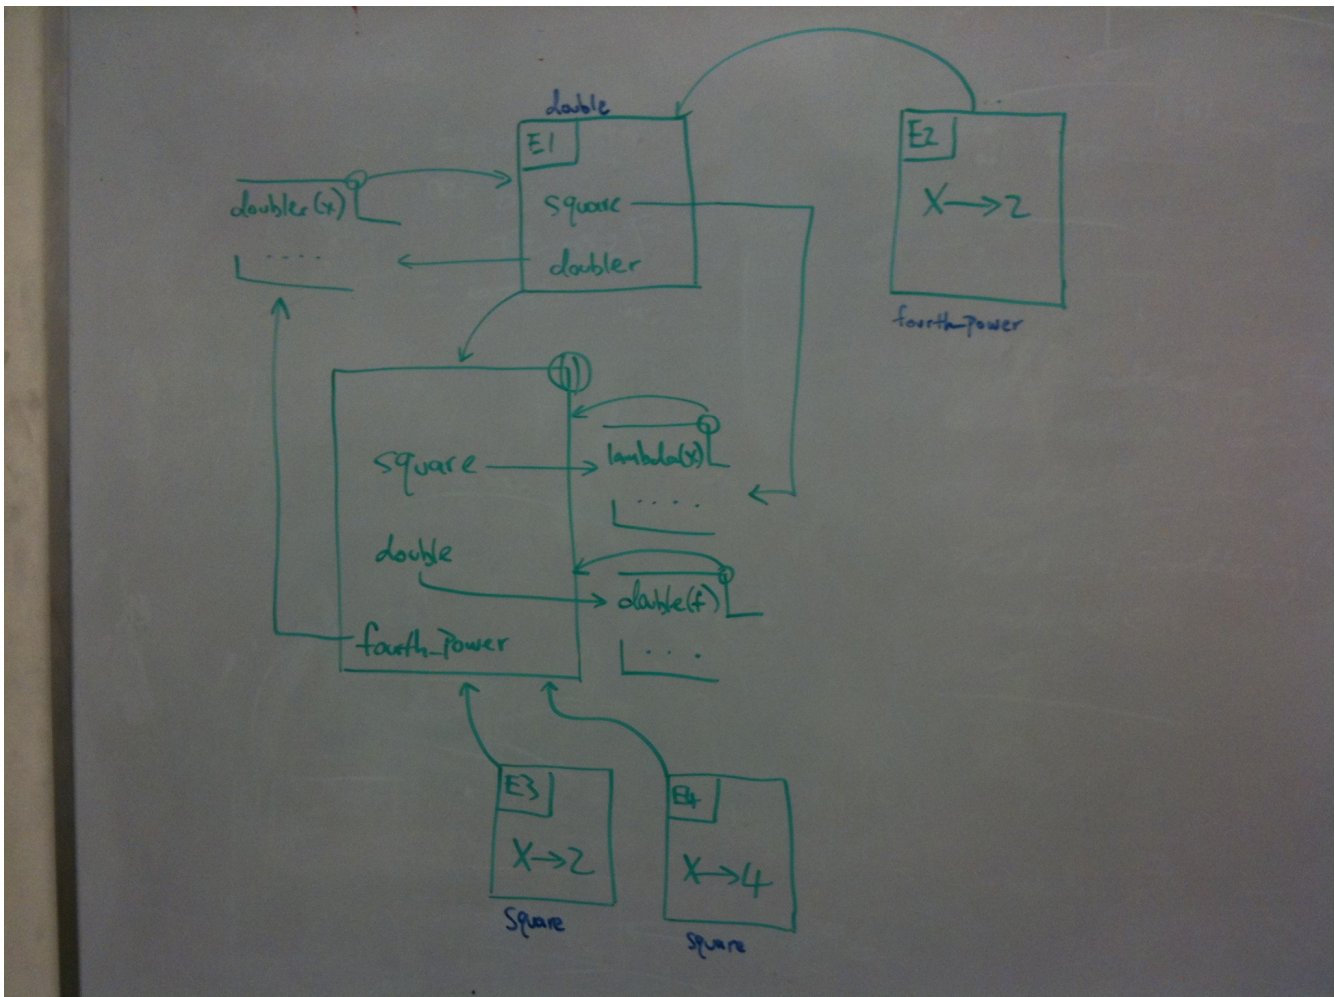 double
E1
E2
doubler(x)
square
X→2
. . . .
doubler
fourth_power
square
lambda(x)
. . . .
double
double(f)
fourth_power
. . . .
E3
E4
X→2
X→4
Square
square